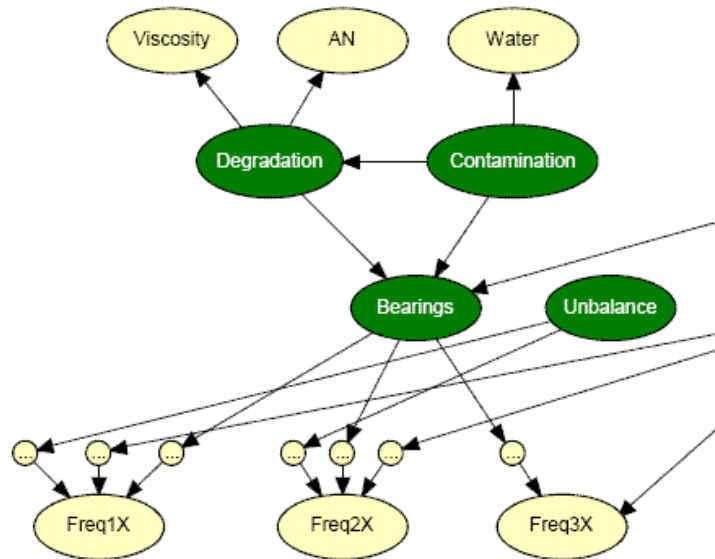 Viscosity
AN
Water
Degradation
Contamination
Bearings
Unbalance
...
...
...
...
...
...
...
Freq1X
Freq2X
Freq3X